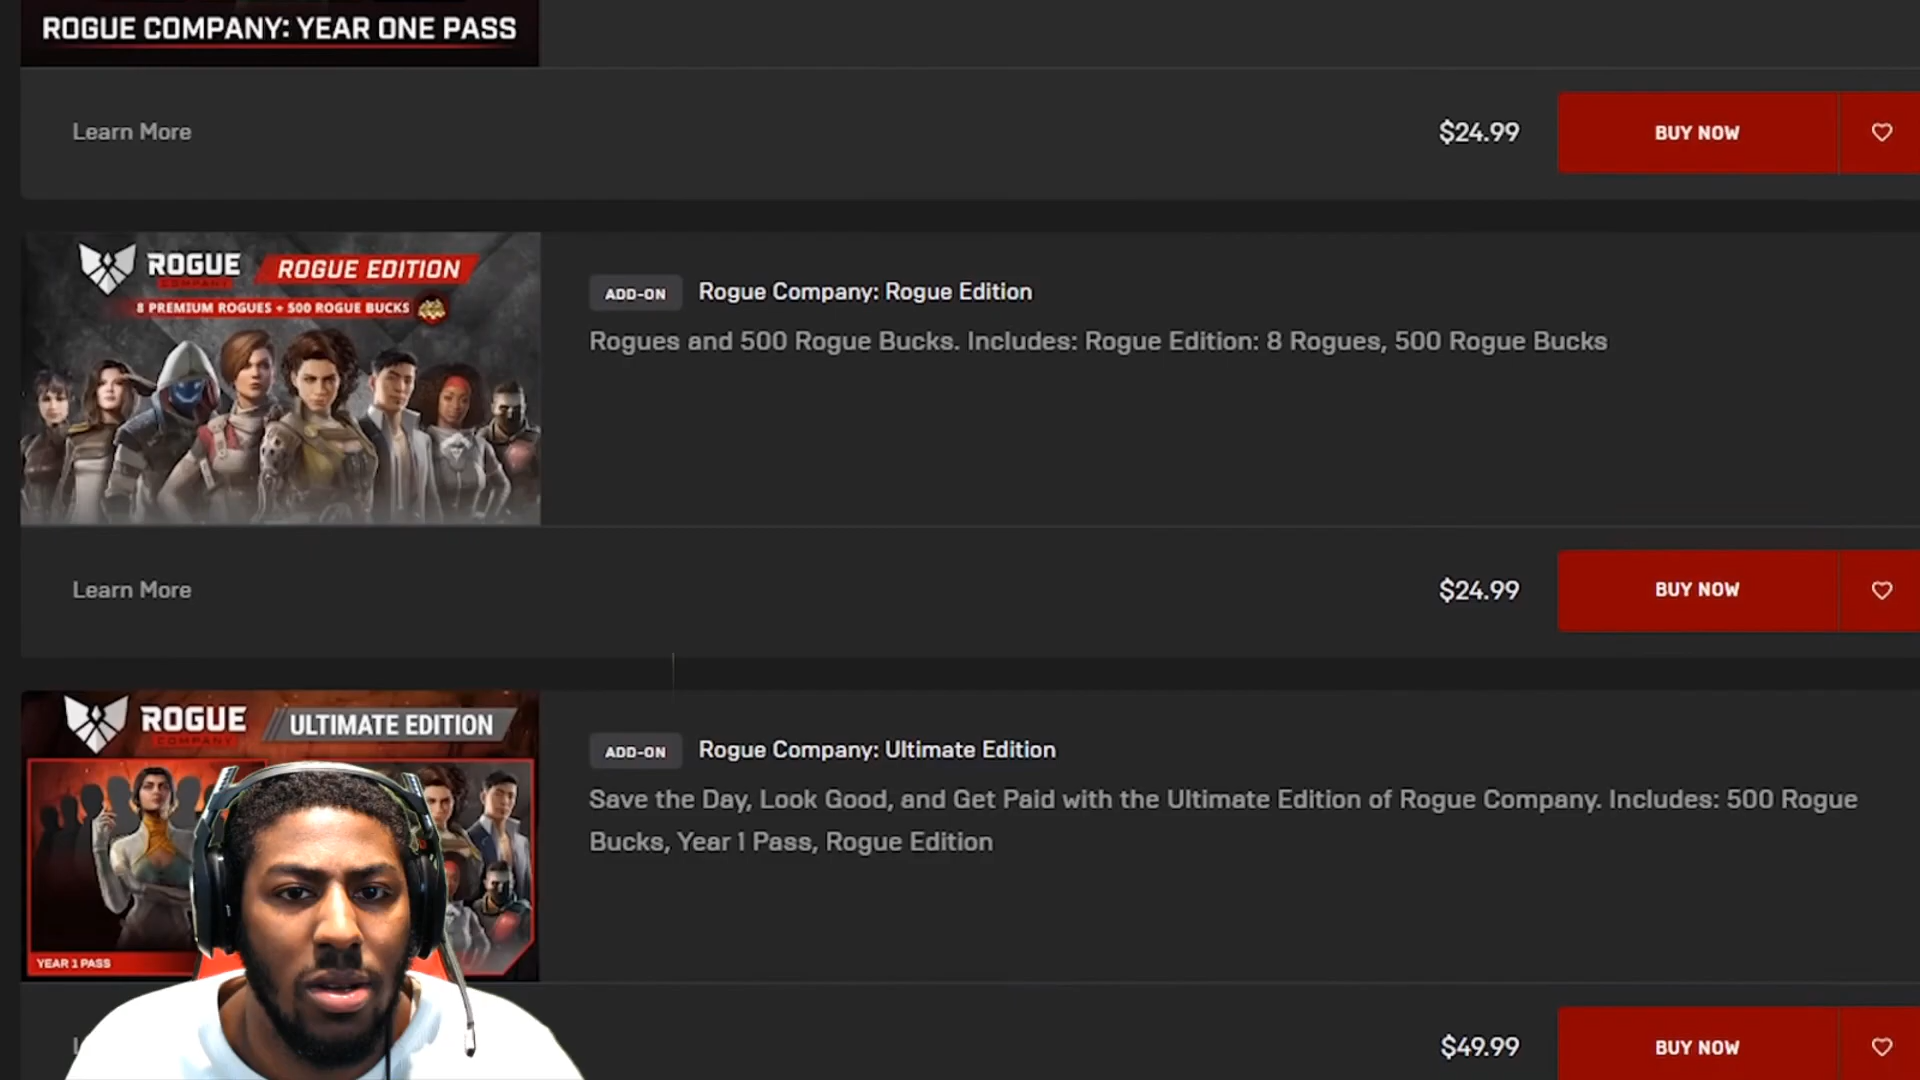 ROGUE COMPANY: YEAR ONE PASS
Learn More
$24.99
BUY NOW
ROGUE
COMPANY
ROGUE EDITION
8 PREMIUM ROGUES + 500 ROGUE BUCKS
ADD-ON
Rogue Company: Rogue Edition
Rogues and 500 Rogue Bucks. Includes: Rogue Edition: 8 Rogues, 500 Rogue Bucks
Learn More
$24.99
BUY NOW
ROGUE
COMPANY
ULTIMATE EDITION
YEAR 1 PASS
ADD-ON
Rogue Company: Ultimate Edition
Save the Day, Look Good, and Get Paid with the Ultimate Edition of Rogue Company. Includes: 500 Rogue
Bucks, Year 1 Pass, Rogue Edition
$49.99
BUY NOW